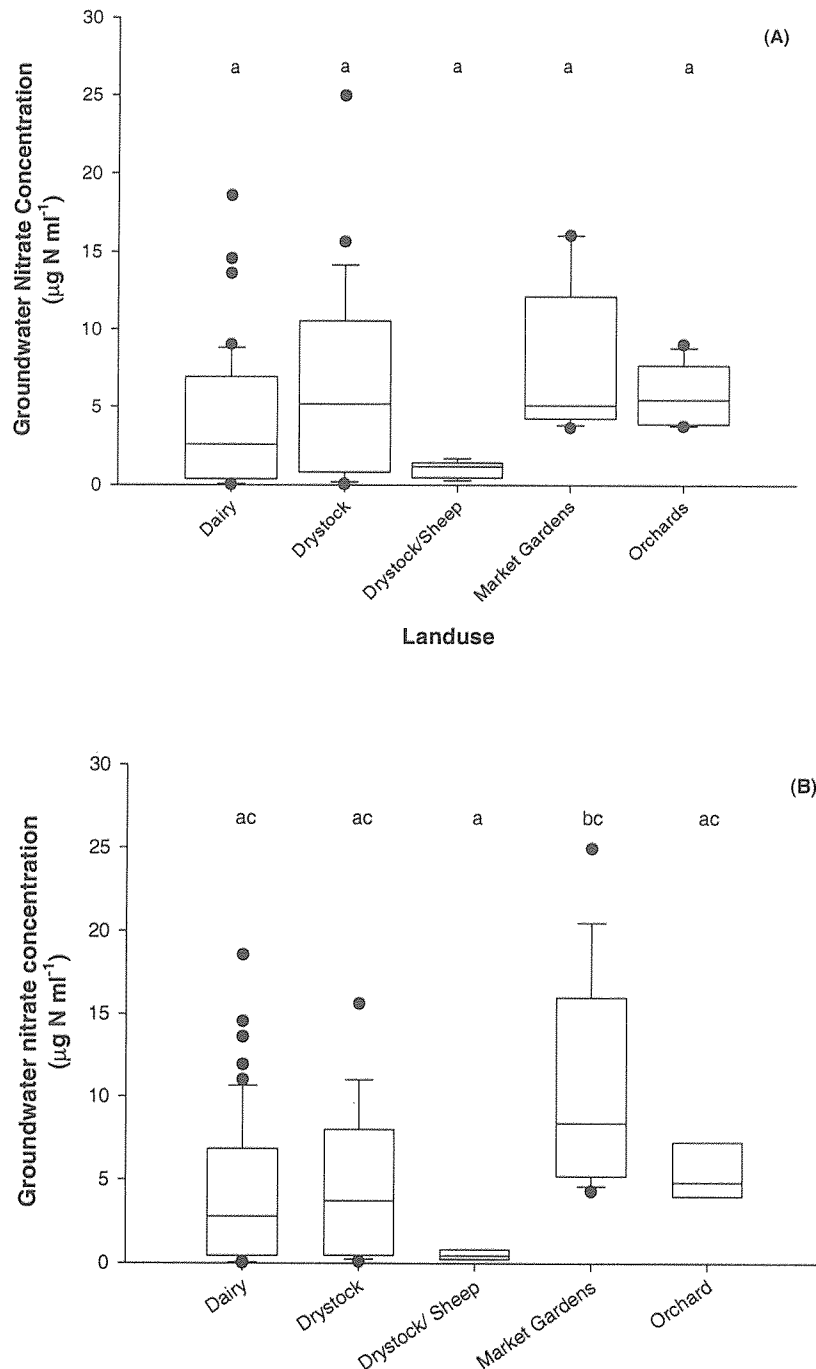 (A)
a a a a a
30
25
20
15
10
5
0
Groundwater Nitrate Concentration
(µg N ml⁻¹)
Dairy
Drystock
Drystock/Sheep
Market Gardens
Orchards
Landuse
(B)
ac ac a bc ac
30
25
20
15
10
5
0
Groundwater nitrate concentration
(µg N ml⁻¹)
Dairy
Drystock
Drystock/ Sheep
Market Gardens
Orchard